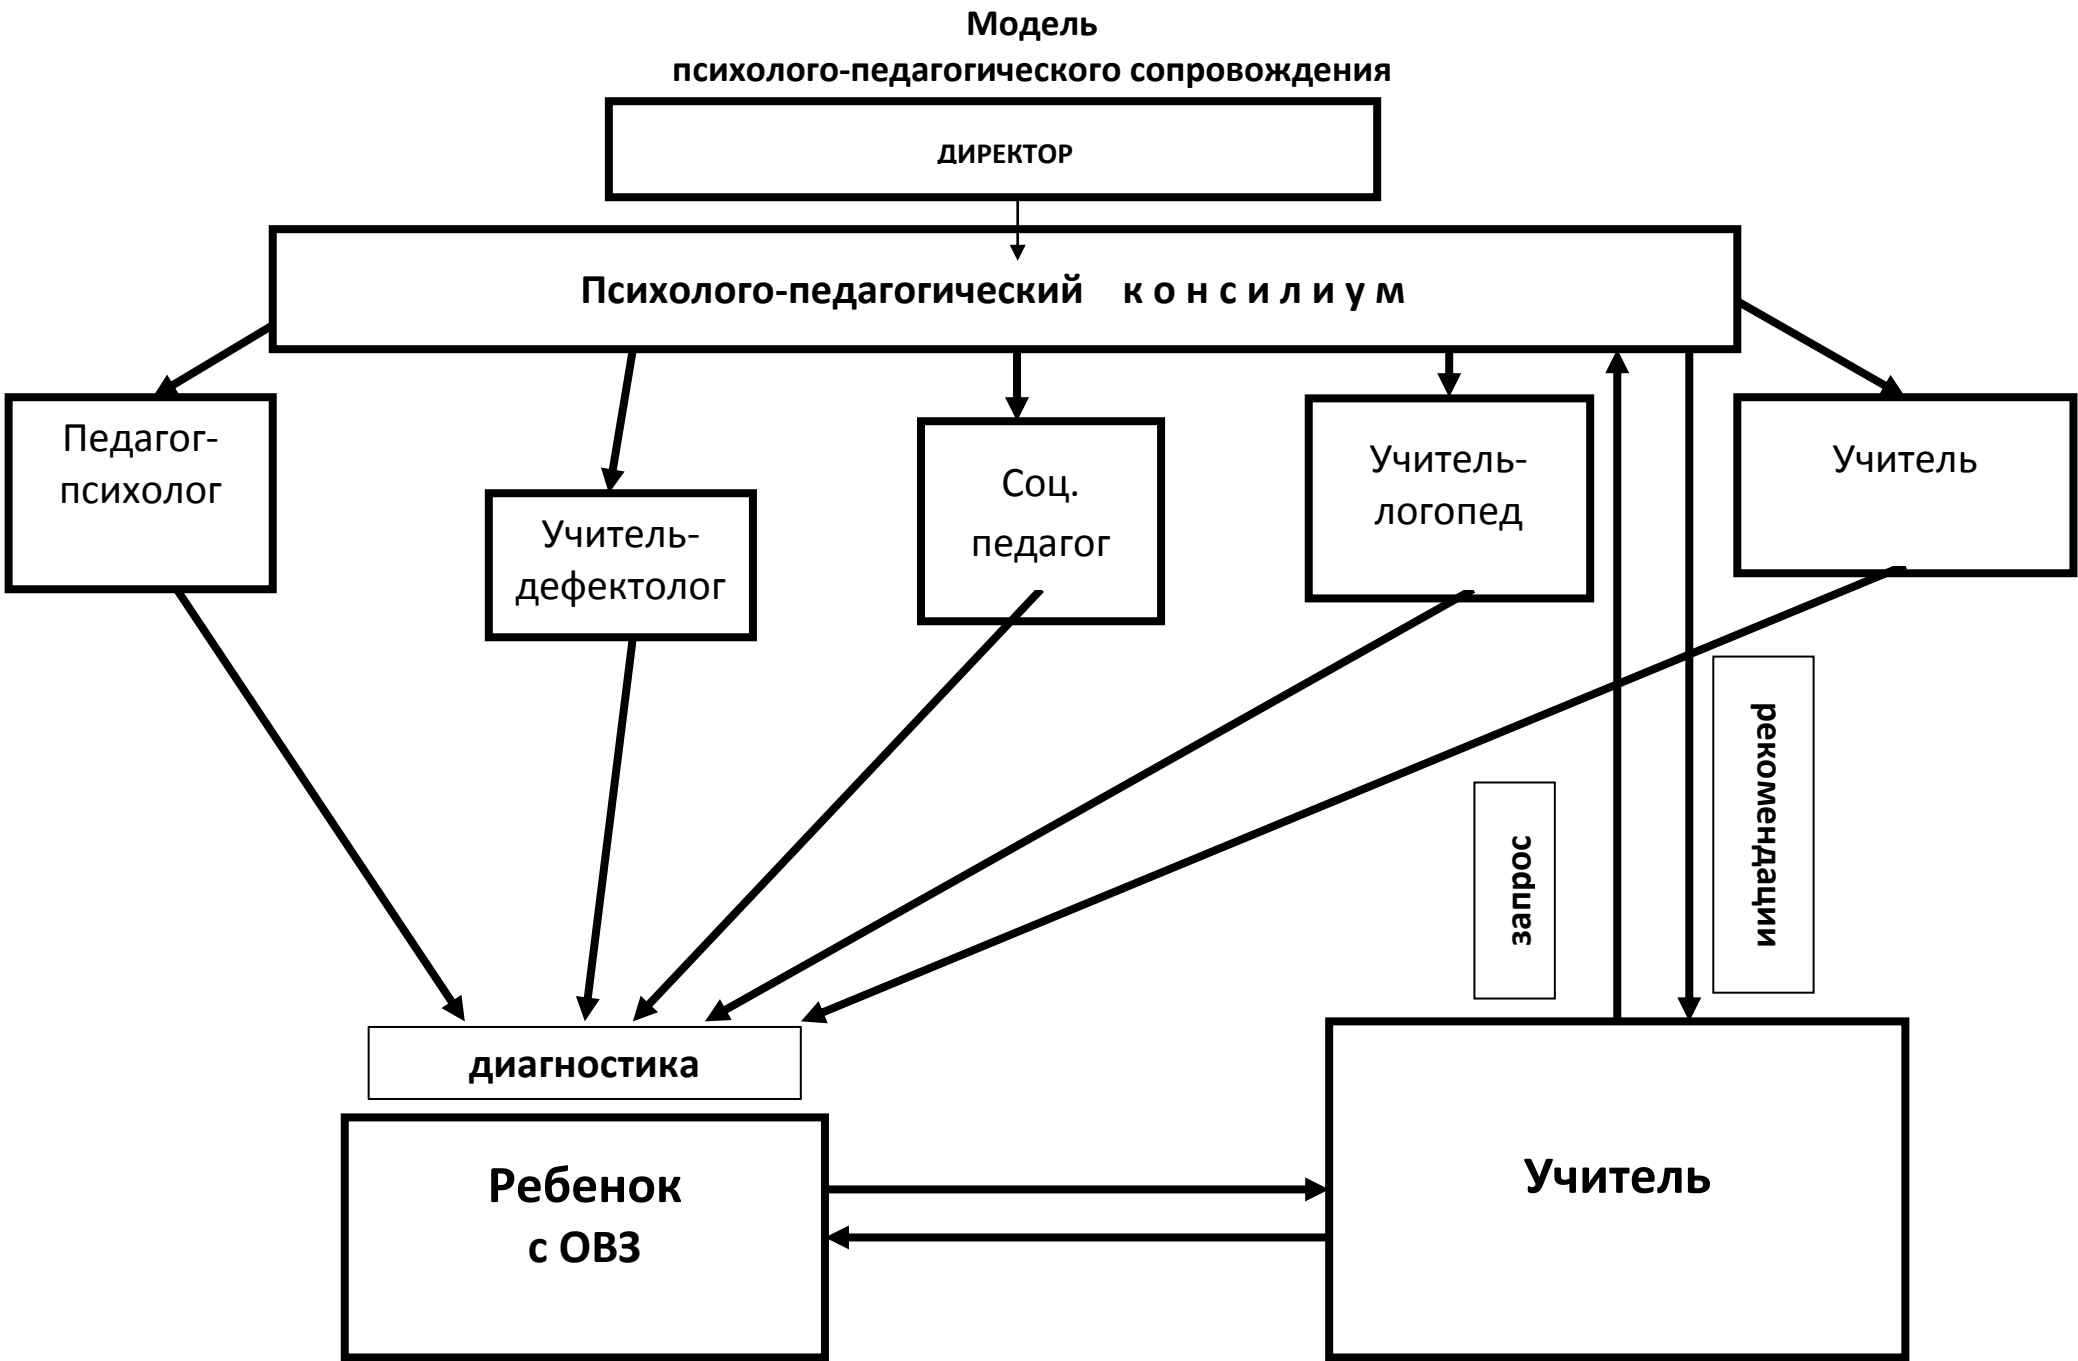 Модель
психолого-педагогического сопровождения
ДИРЕКТОР
Психолого-педагогический к о н с и л и у м
Педагог-
психолог
Учитель-
дефектолог
Соц.
педагог
Учитель-
логопед
Учитель
запрос
рекомендации
диагностика
Ребенок
с ОВЗ
Учитель